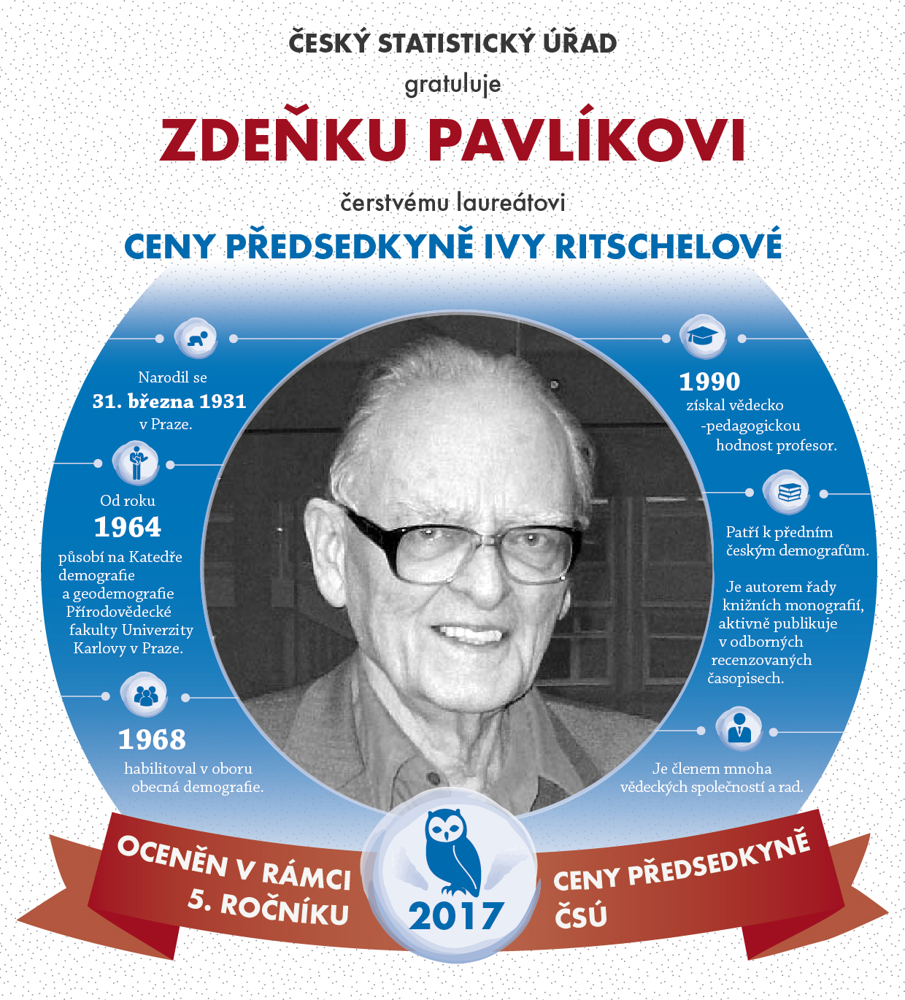 ČESKÝ STATISTICKÝ ÚŘAD
gratuluje
ZDEŇKU PAVLÍKOVI
čerstvému laureátovi
CENY PŘEDSEDKYNĚ IVY RITSCHELOVÉ
Narodil se
31. března 1931
v Praze.
Od roku
1964
působí na Katedře
demografie
a geodemografie
Přírodovědecké
fakulty Univerzity
Karlovy v Praze.
1968
habilitoval v oboru
obecná demografie.
1990
získal vědecko
-pedagogickou
hodnost profesor.
Patří k předním
českým demografům.
Je autorem řady
knižních monografií,
aktivně publikuje
v odborných
recenzovaných
časopisech.
Je členem mnoha
vědeckých společností a rad.
OCENĚN V RÁMCI
5. ROČNÍKU
2017
CENY PŘEDSEDKYNĚ
ČSÚ